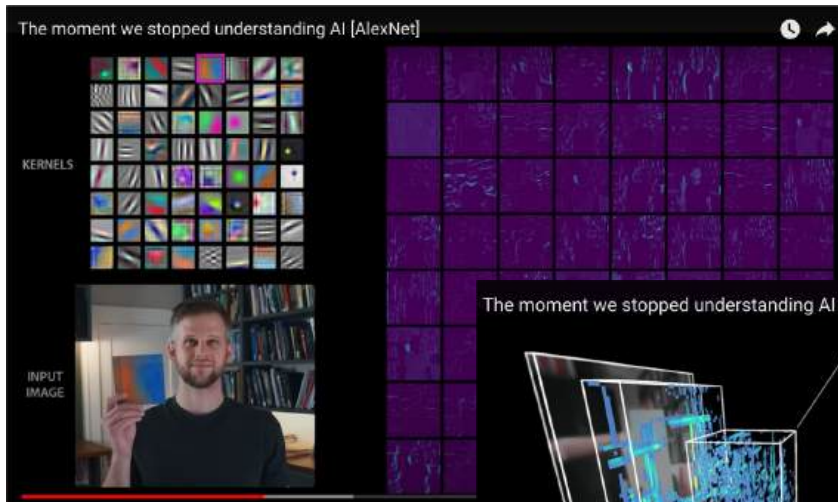 The moment we stopped understanding AI [AlexNet]
KERNELS
INPUT
IMAGE
The moment we stopped understanding AI